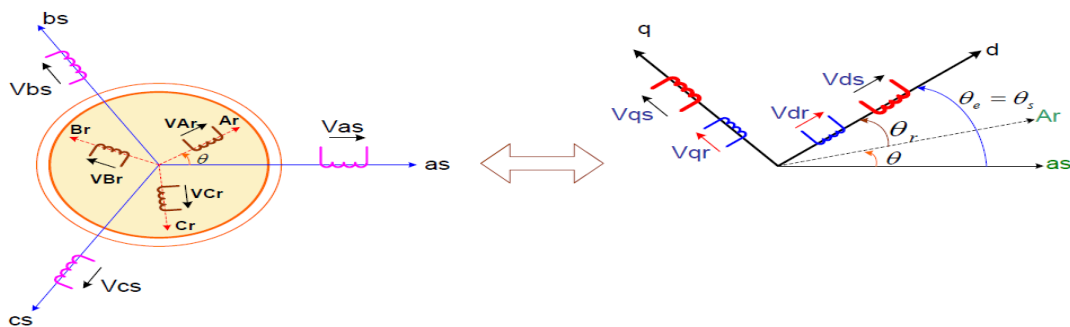 bs
Vbs
Br
VAr
Ar
VBr
θ
VCr
Cr
Vas
as
Vcs
cs
q
d
Vds
Vqs
Vdr
Vqr
θe = θs
Ar
θr
θ
as